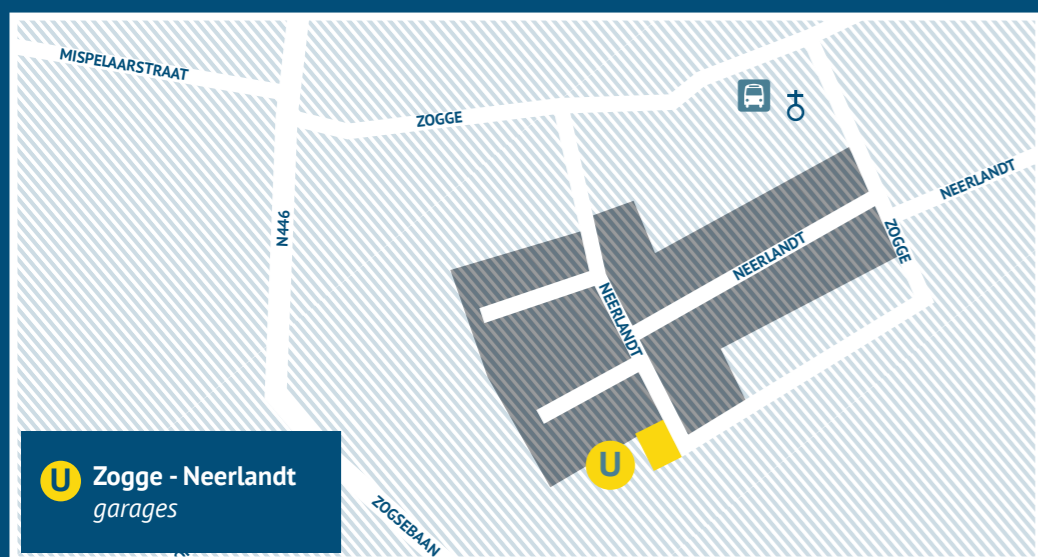 MISPELAARSTRAAT
ZOGGE
N446
NEERLANDT
ZOGGE
NEERLANDT
NEERLANDT
U
U
Zogge - Neerlandt
garages
ZOGSEBAAN